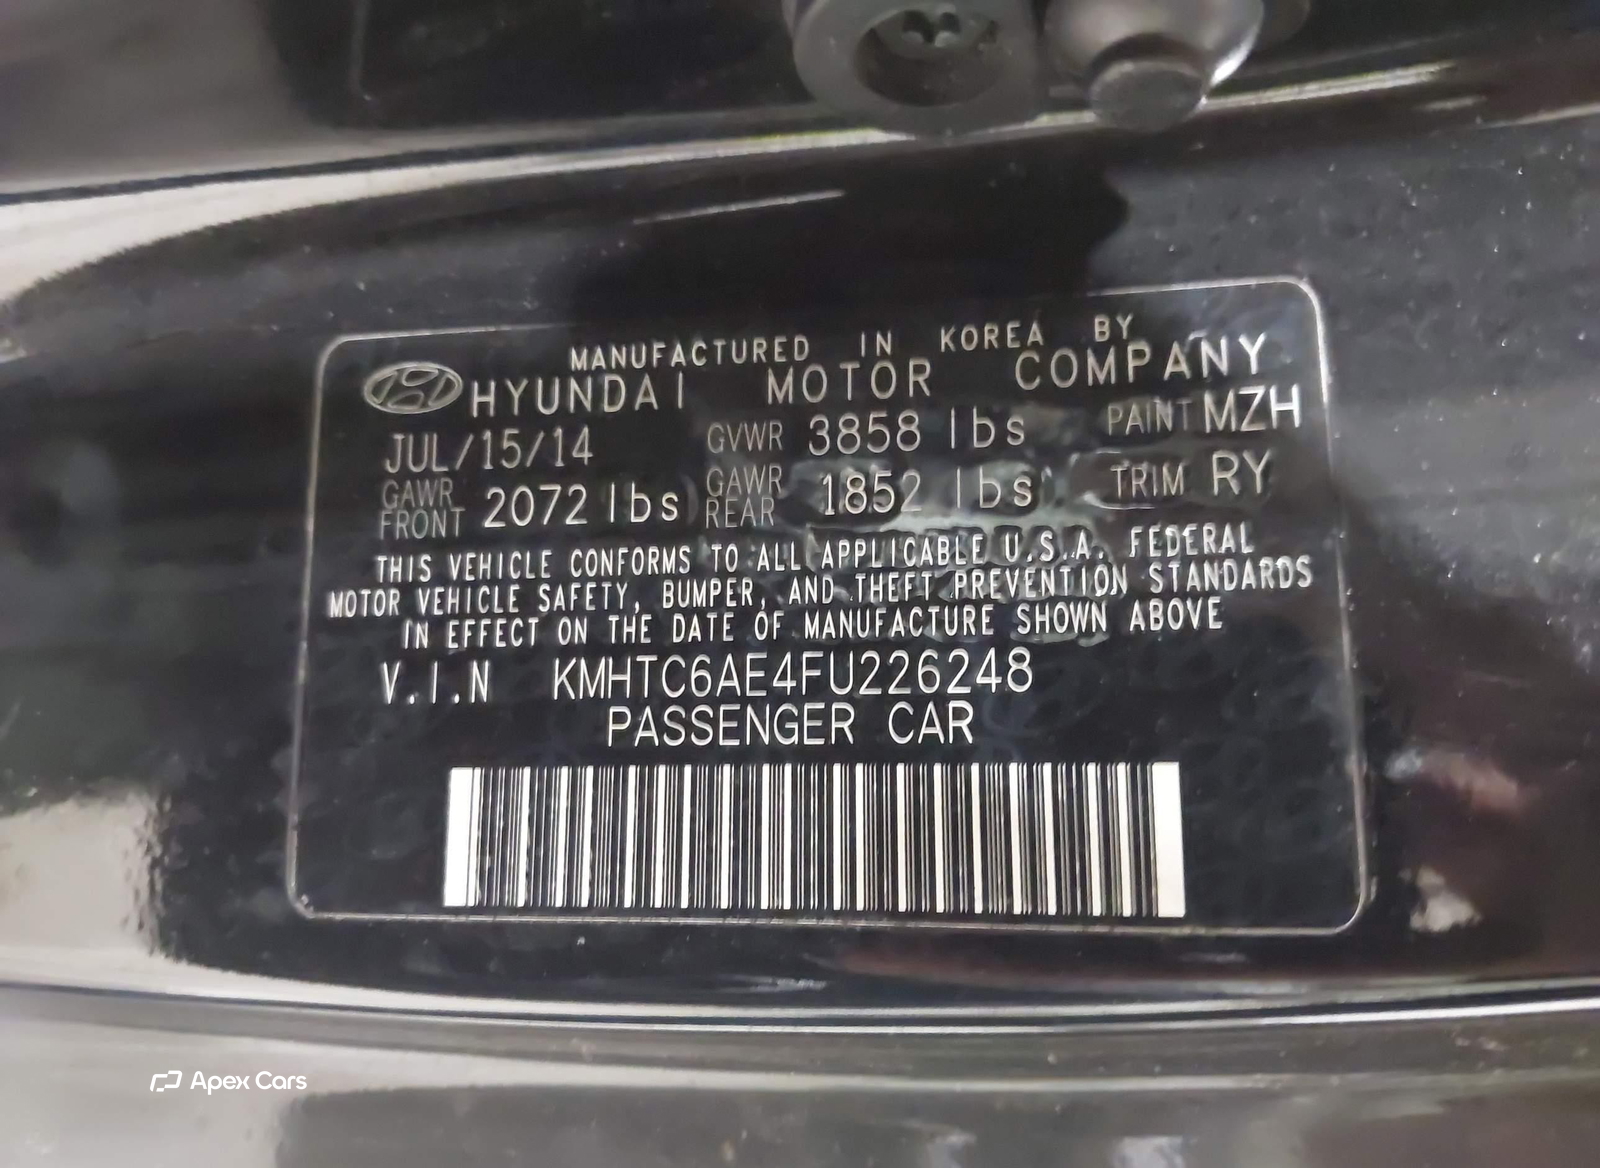 MANUFACTURED IN KOREA BY
HYUNDAI MOTOR COMPANY
JUL/15/14 GVWR 3858 lbs PAINT MZH
GAWR FRONT 2072 lbs GAWR REAR 1852 lbs TRIM RY
THIS VEHICLE CONFORMS TO ALL APPLICABLE U.S.A. FEDERAL
MOTOR VEHICLE SAFETY, BUMPER, AND THEFT PREVENTION STANDARDS
IN EFFECT ON THE DATE OF MANUFACTURE SHOWN ABOVE
V.I.N KMHTC6AE4FU226248
PASSENGER CAR
Apex Cars